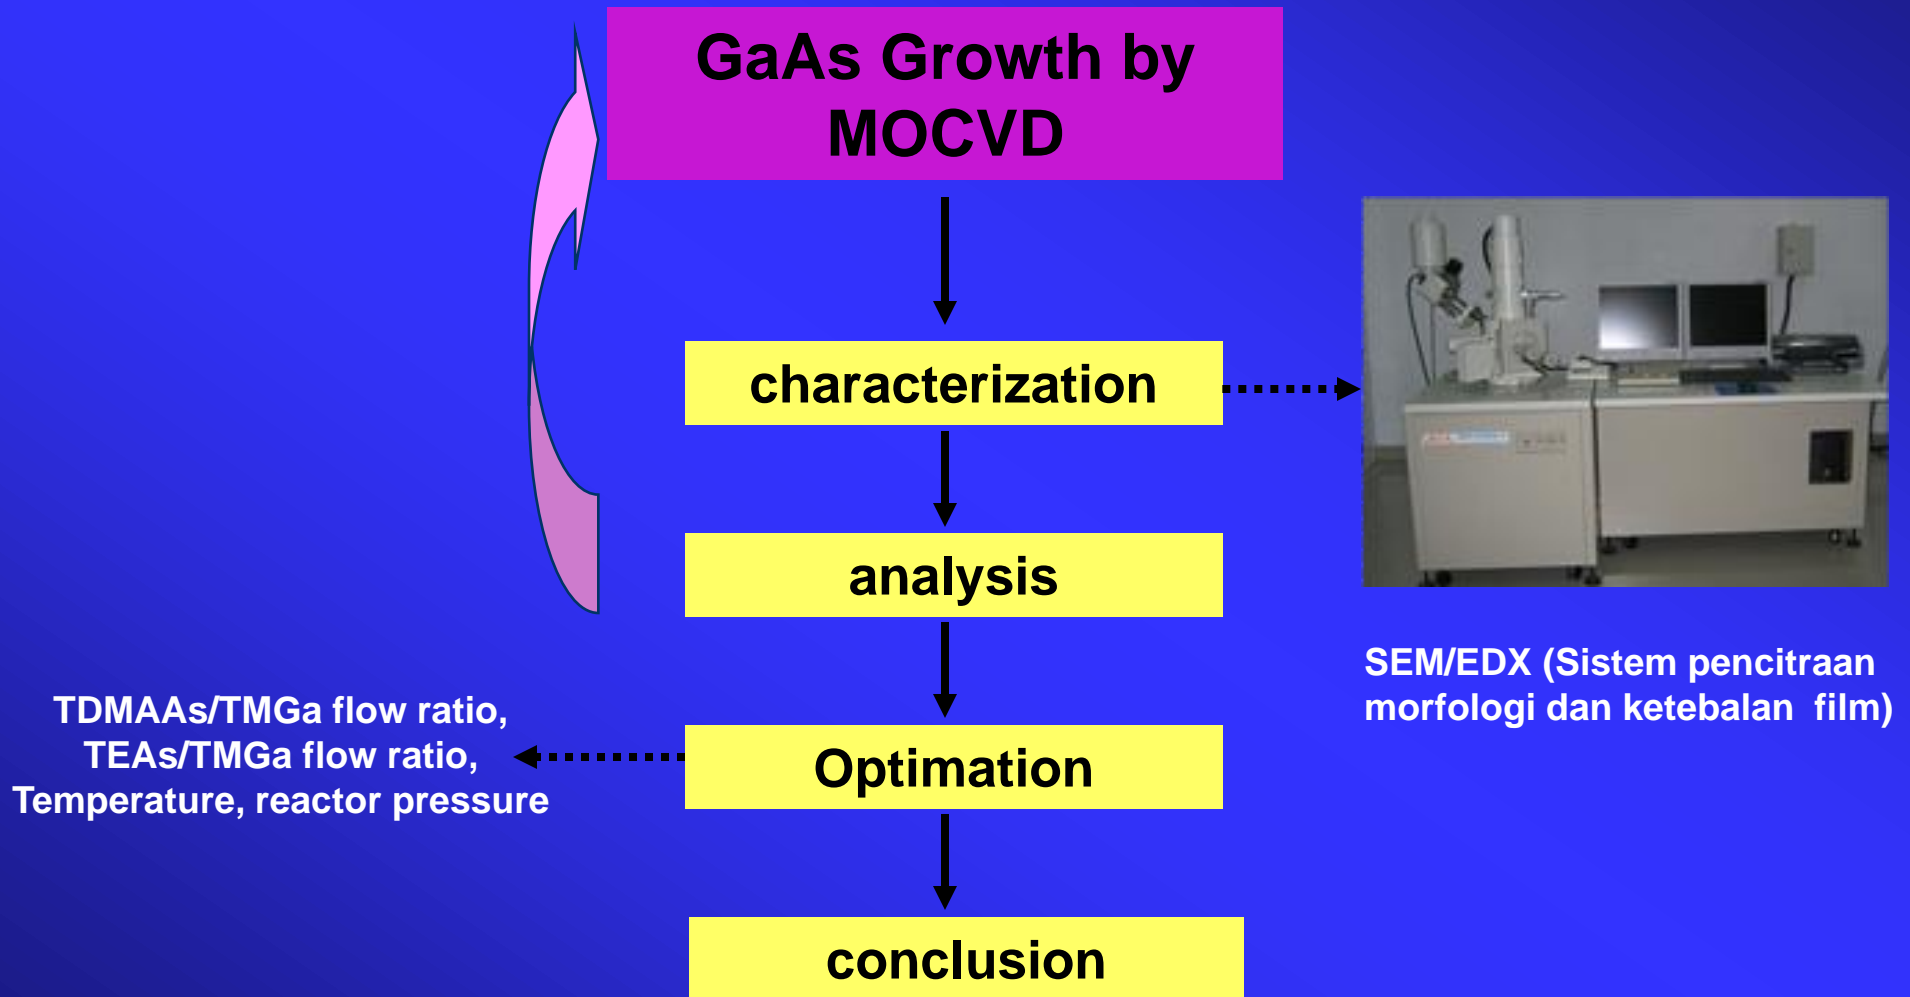 GaAs Growth by
MOCVD
characterization
analysis
SEM/EDX (Sistem pencitraan
morfologi dan ketebalan film)
TDMAAs/TMGa flow ratio,
TEAs/TMGa flow ratio,
Temperature, reactor pressure
Optimation
conclusion